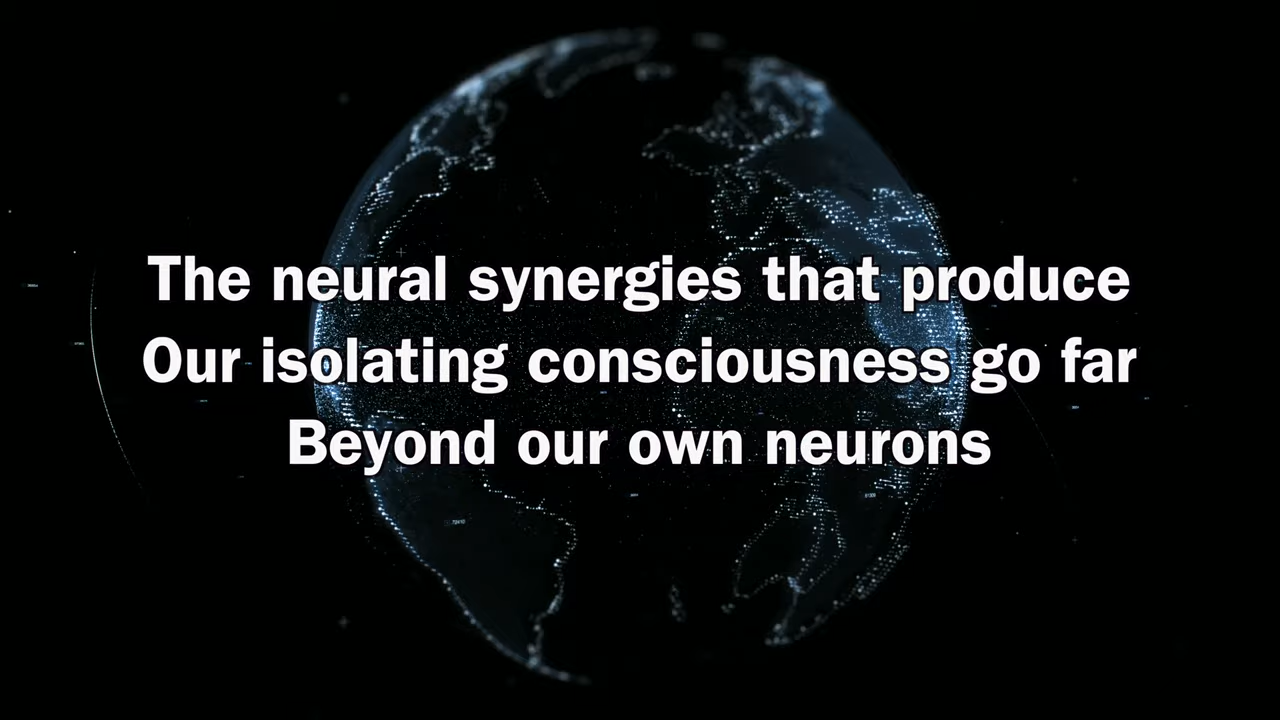 The neural synergies that produce
Our isolating consciousness go far
Beyond our own neurons